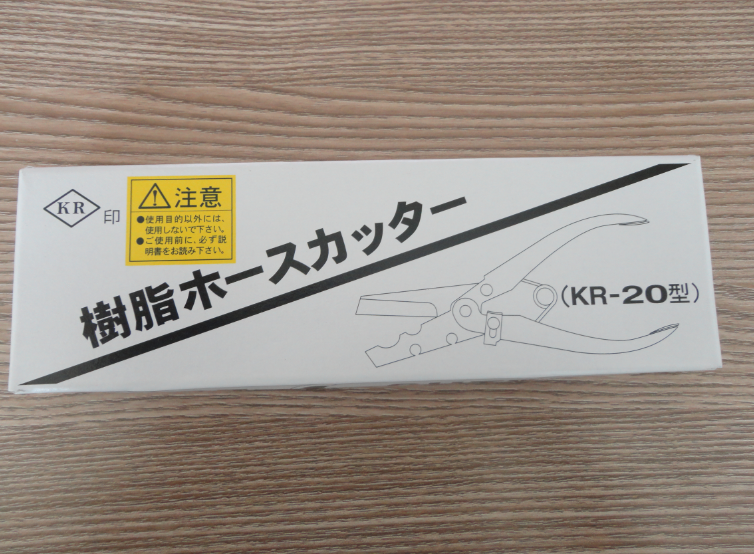 KR 印
注意
●使用目的以外には、
使用しないで下さい。
●ご使用前に、必ず説
明書をお読み下さい。
樹脂ホースカッター
(KR-20型)